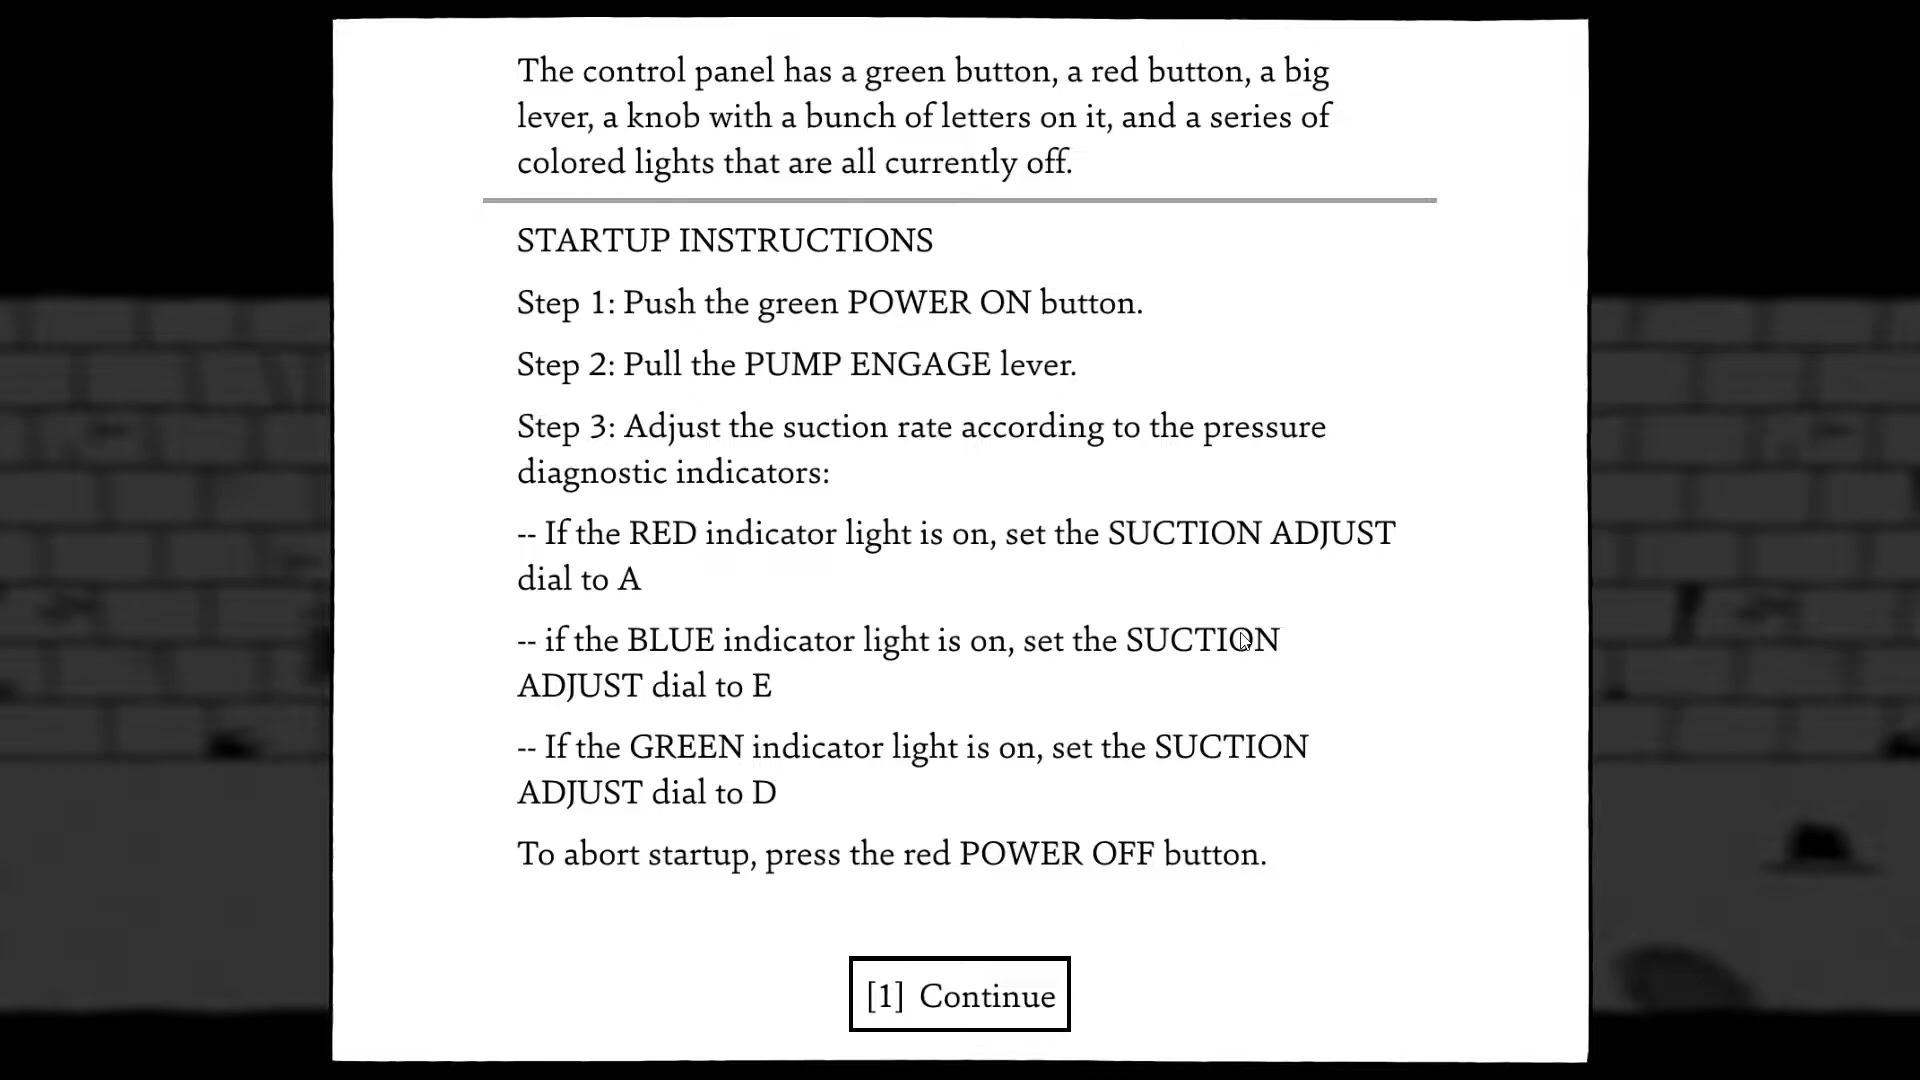 The control panel has a green button, a red button, a big
lever, a knob with a bunch of letters on it, and a series of
colored lights that are all currently off.
STARTUP INSTRUCTIONS
Step 1: Push the green POWER ON button.
Step 2: Pull the PUMP ENGAGE lever.
Step 3: Adjust the suction rate according to the pressure
diagnostic indicators:
-- If the RED indicator light is on, set the SUCTION ADJUST
dial to A
-- if the BLUE indicator light is on, set the SUCTION
ADJUST dial to E
-- If the GREEN indicator light is on, set the SUCTION
ADJUST dial to D
To abort startup, press the red POWER OFF button.
[1] Continue